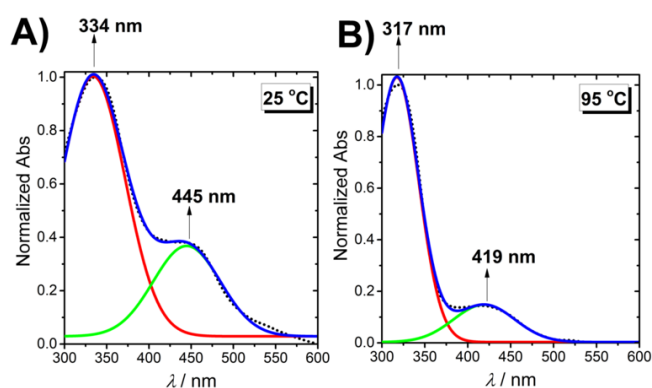 A)
334 nm
25 °C
445 nm
Normalized Abs
1.0
0.8
0.6
0.4
0.2
0.0
300 350 400 450 500 550 600
λ / nm
B)
317 nm
95 °C
419 nm
Normalized Abs
1.0
0.8
0.6
0.4
0.2
0.0
300 350 400 450 500 550 600
λ / nm